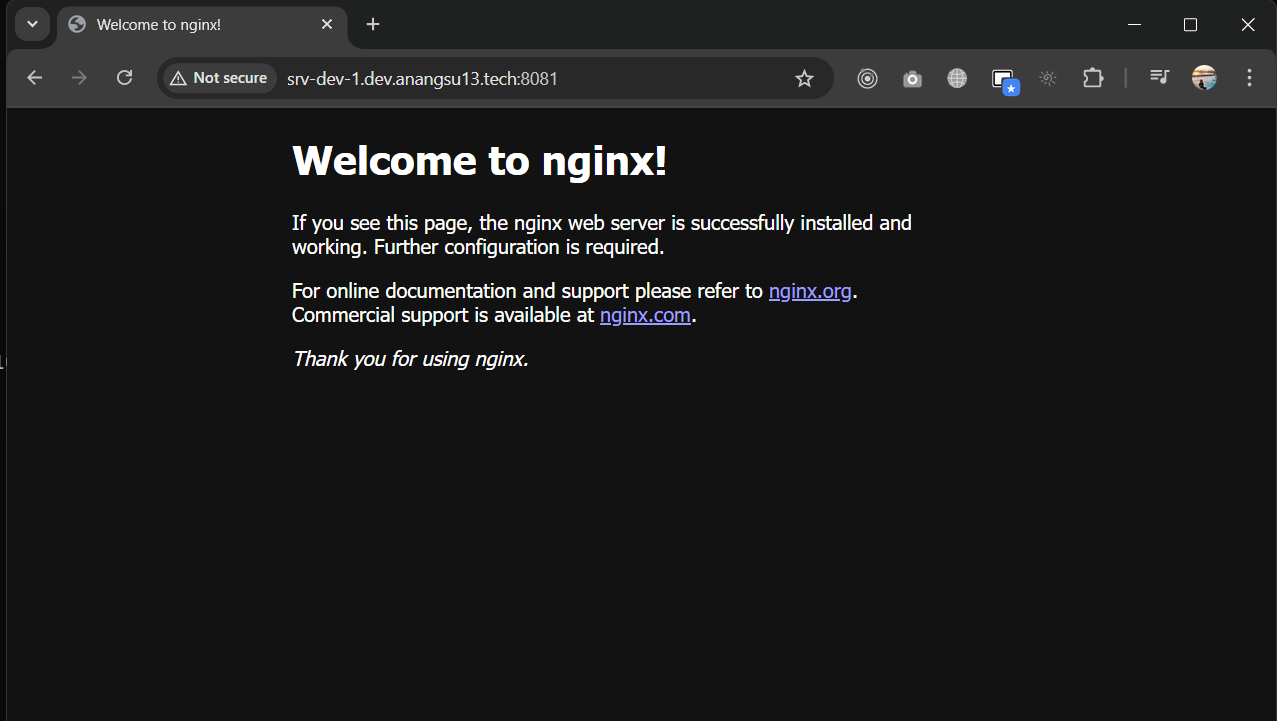 Welcome to nginx!
Not secure
srv-dev-1.dev.anangsu13.tech:8081
Welcome to nginx!
If you see this page, the nginx web server is successfully installed and
working. Further configuration is required.
For online documentation and support please refer to nginx.org.
Commercial support is available at nginx.com.
Thank you for using nginx.